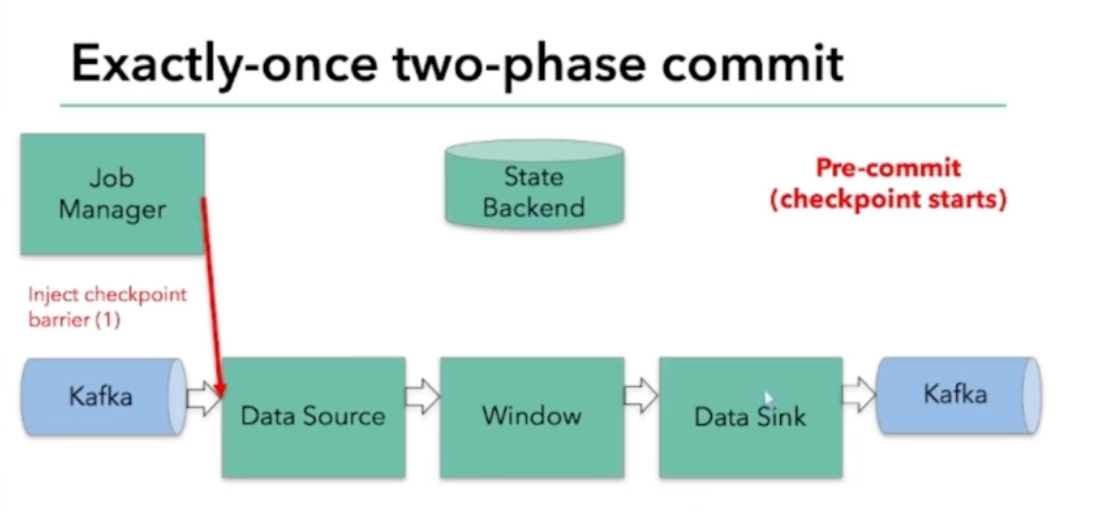 Exactly-once two-phase commit
Job
Manager
State
Backend
Pre-commit
(checkpoint starts)
Inject checkpoint
barrier (1)
Kafka
Data Source
Window
Data Sink
Kafka